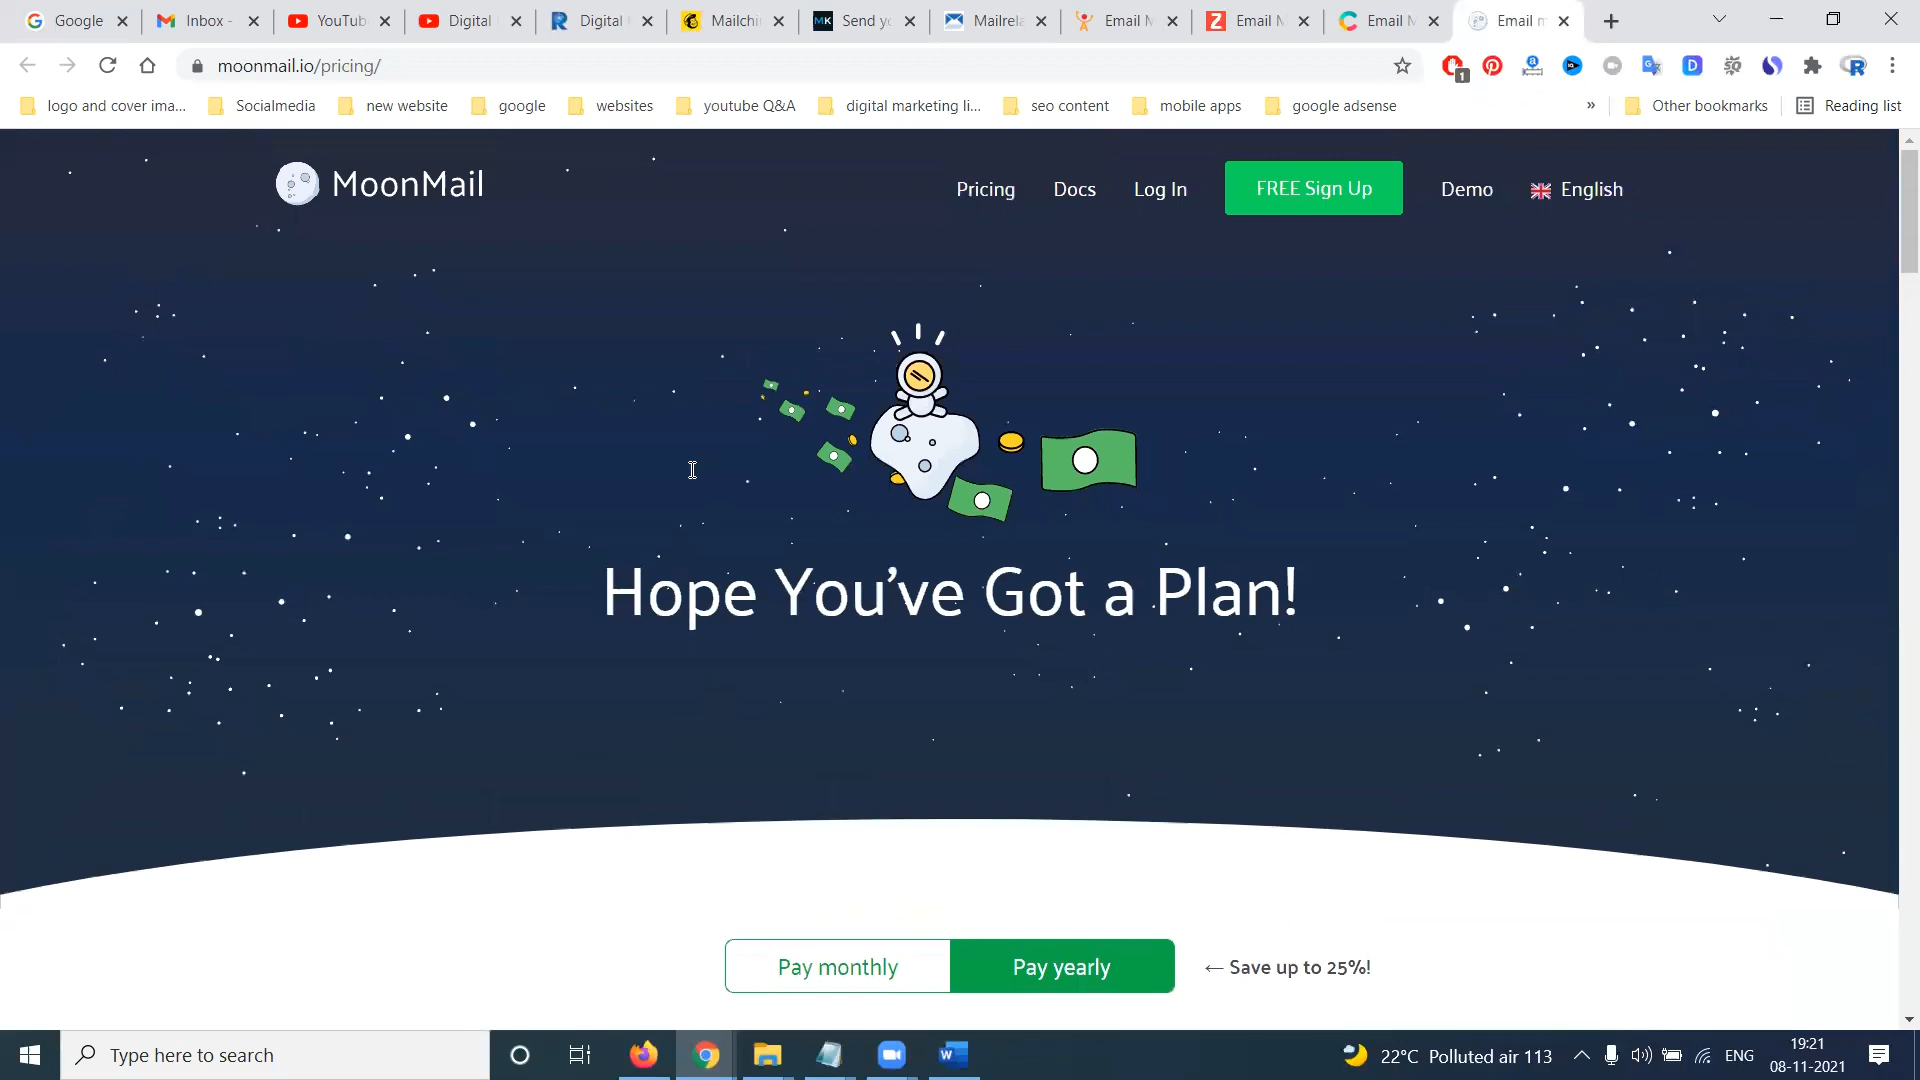 Google
Inbox -
YouTub
Digital
Digital
Mailchi
Send yo
Mailrela
Email M
Email M
Email M
Email m
moonmail.io/pricing/
1
logo and cover ima...
Socialmedia
new website
google
websites
youtube Q&A
digital marketing li...
seo content
mobile apps
google adsense
»
Other bookmarks
Reading list
MoonMail
Pricing
Docs
Log In
FREE Sign Up
Demo
English
Hope You’ve Got a Plan!
Pay monthly
Pay yearly
← Save up to 25%!
Type here to search
22°C Polluted air 113
ENG
19:21
08-11-2021